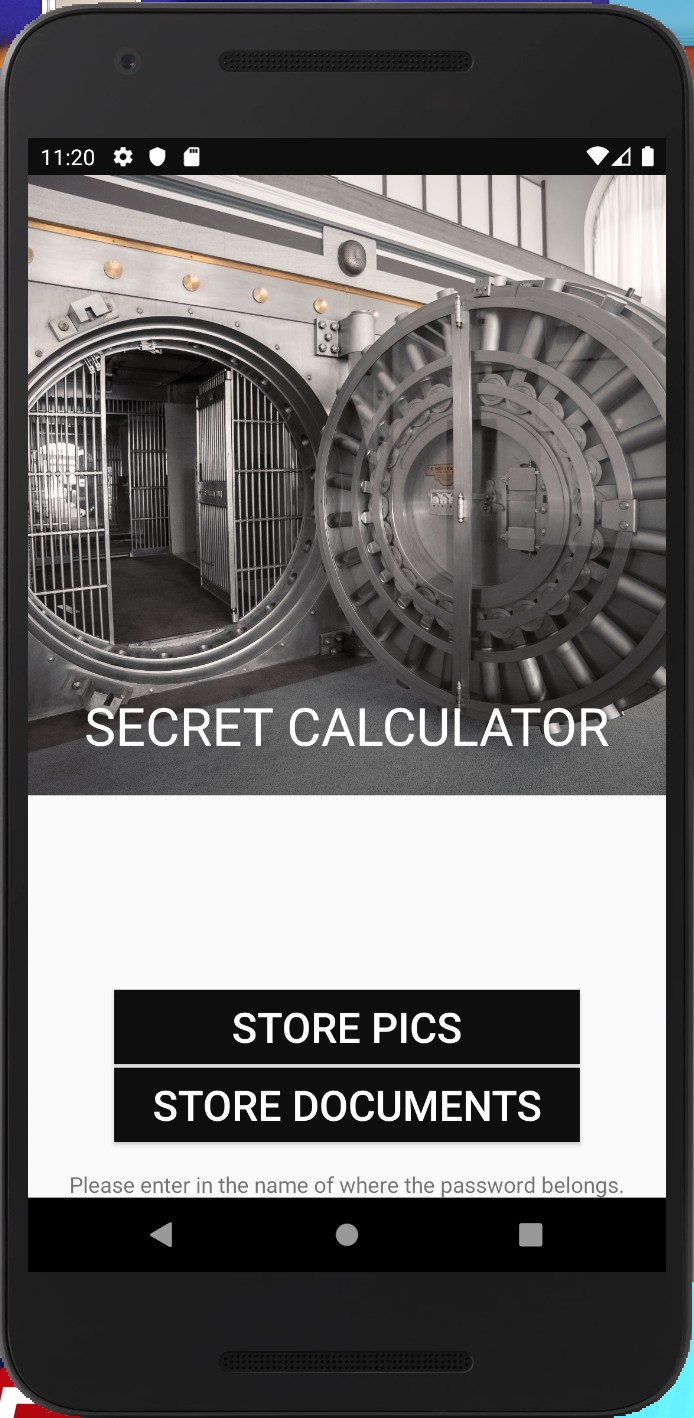 11:20
SECRET CALCULATOR
STORE PICS
STORE DOCUMENTS
Please enter in the name of where the password belongs.